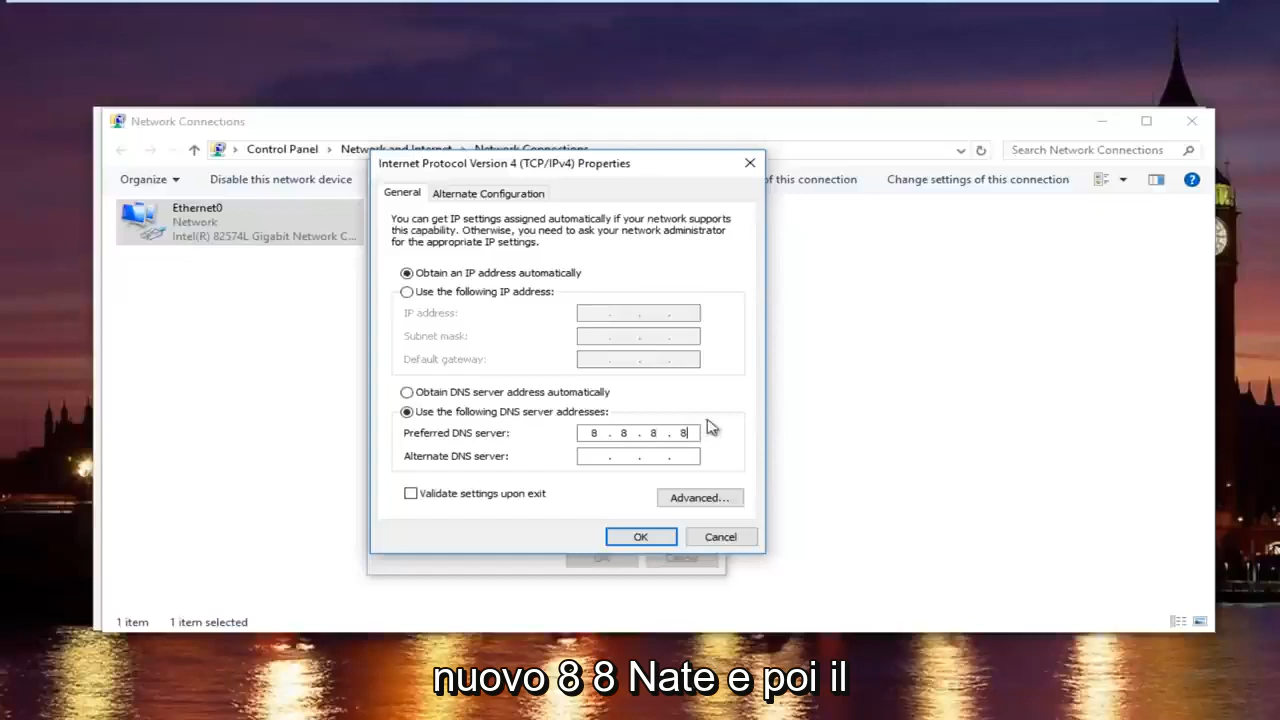 Network Connections
Control Panel > Network and Internet > Network Connections
Search Network Connections
Organize
Disable this network device
of this connection
Change settings of this connection
Ethernet0
Network
Intel(R) 82574L Gigabit Network C...
Internet Protocol Version 4 (TCP/IPv4) Properties
General
Alternate Configuration
You can get IP settings assigned automatically if your network supports
this capability. Otherwise, you need to ask your network administrator
for the appropriate IP settings.
Obtain an IP address automatically
Use the following IP address:
IP address:
Subnet mask:
Default gateway:
Obtain DNS server address automatically
Use the following DNS server addresses:
Preferred DNS server: 8 . 8 . 8 . 8
Alternate DNS server:
Validate settings upon exit
Advanced...
OK
Cancel
1 item
1 item selected
nuovo 8 8 Nate e poi il